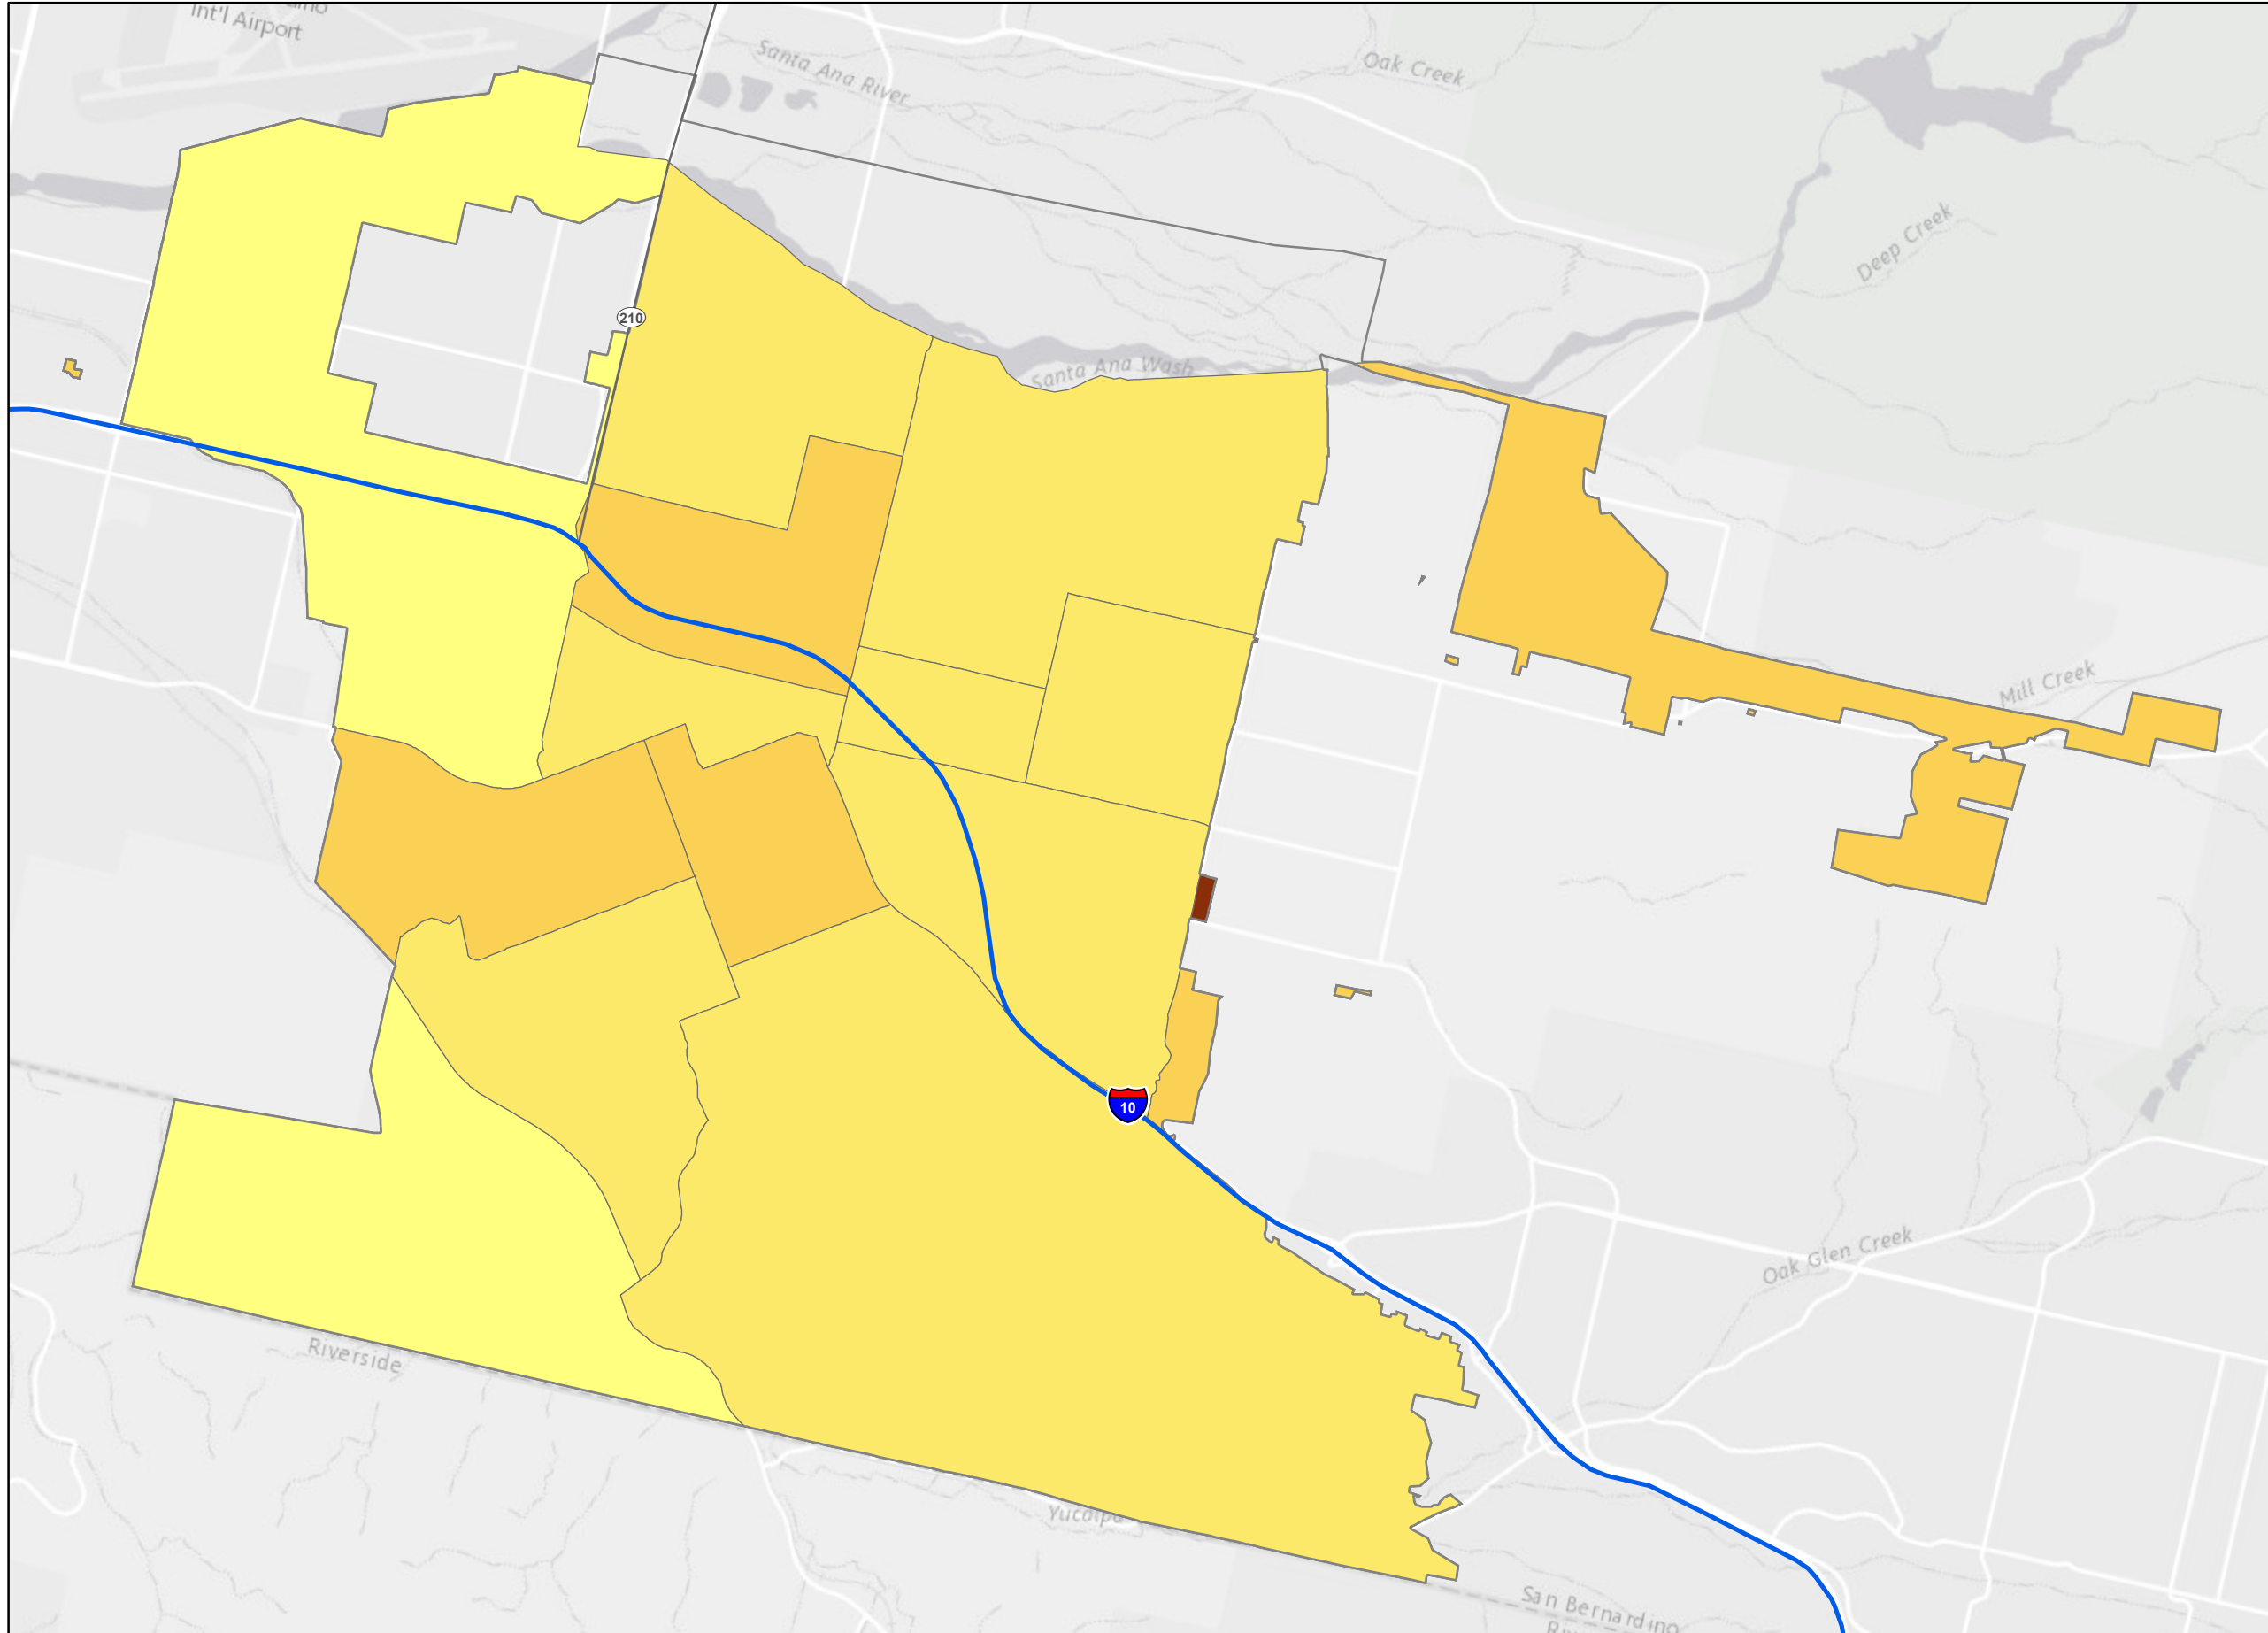 Int'l Airport
Santa Ana River
Oak Creek
Deep Creek
210
Santa Ana Wash
Mill Creek
10
Oak Glen Creek
Riverside
Yucaipa
San Bernardino